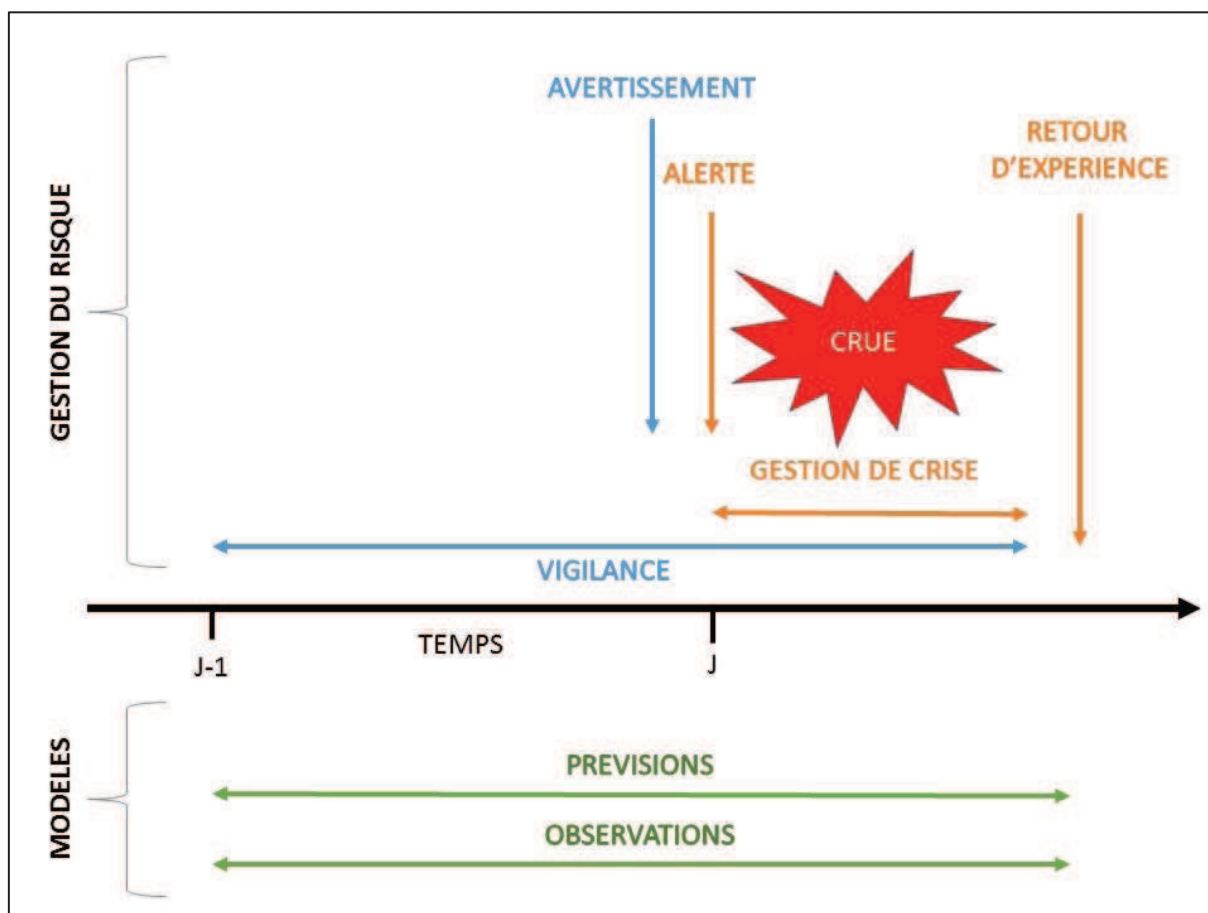 AVERTISSEMENT
ALERTE
RETOUR
D'EXPERIENCE
GESTION DU RISQUE
CRUE
GESTION DE CRISE
VIGILANCE
TEMPS
J-1
J
MODELES
PREVISIONS
OBSERVATIONS